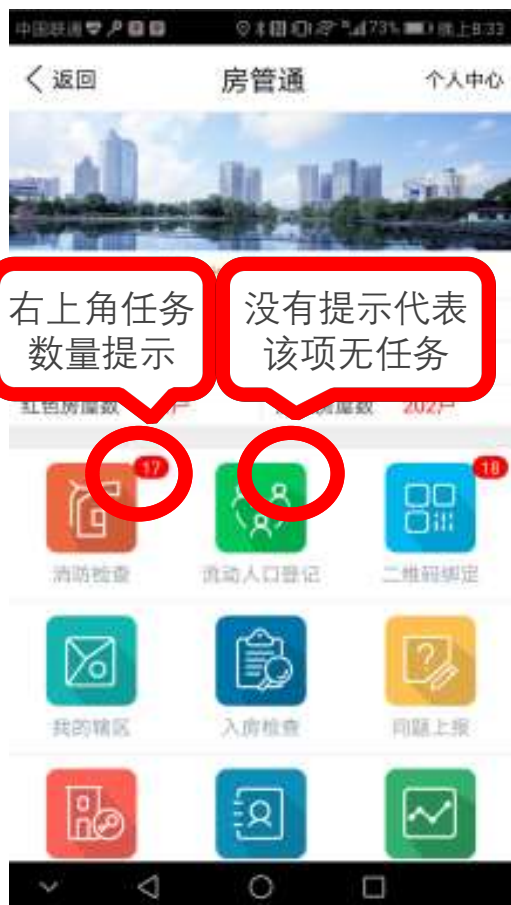 中国联通
73% 晚上8:33
返回
房管通
个人中心
右上角任务
数量提示
没有提示代表
该项无任务
红色房屋数
房屋数 202户
17
18
消防检查
流动人口登记
二维码绑定
我的辖区
入房检查
问题上报